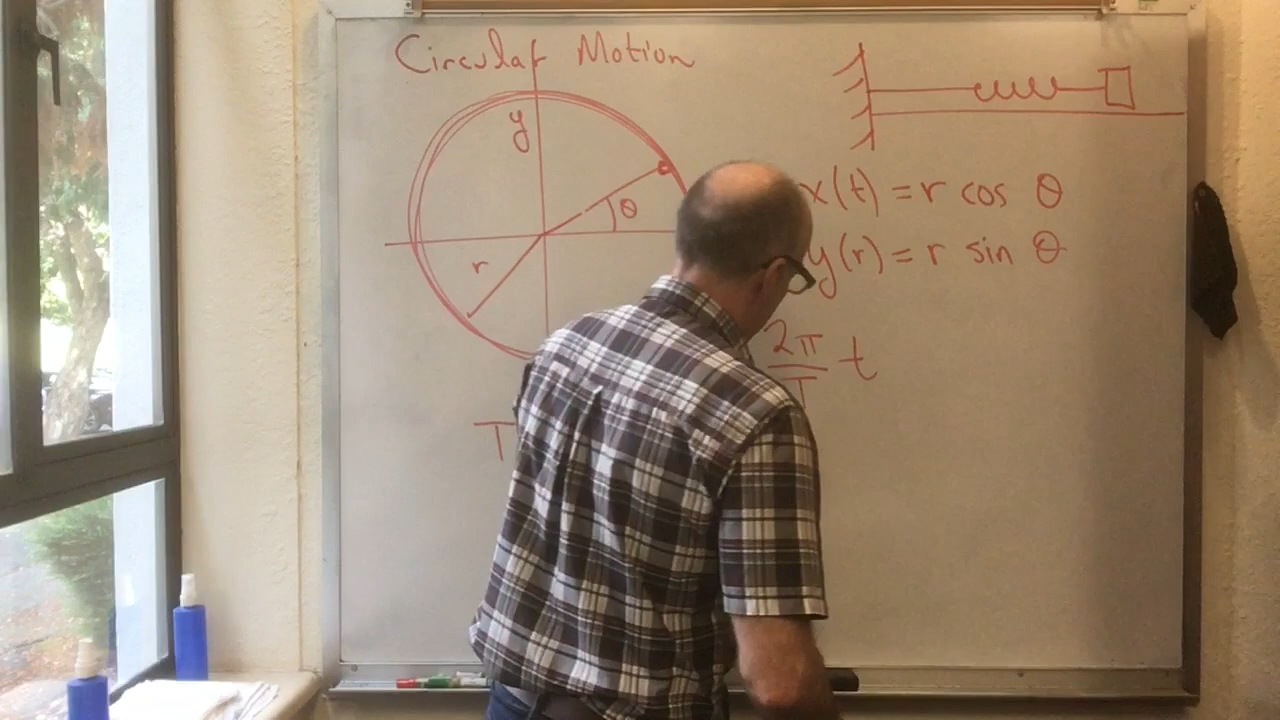 Circular Motion
y
θ
r
T
x(t) = r cos θ
y(r) = r sin θ
2π/T t